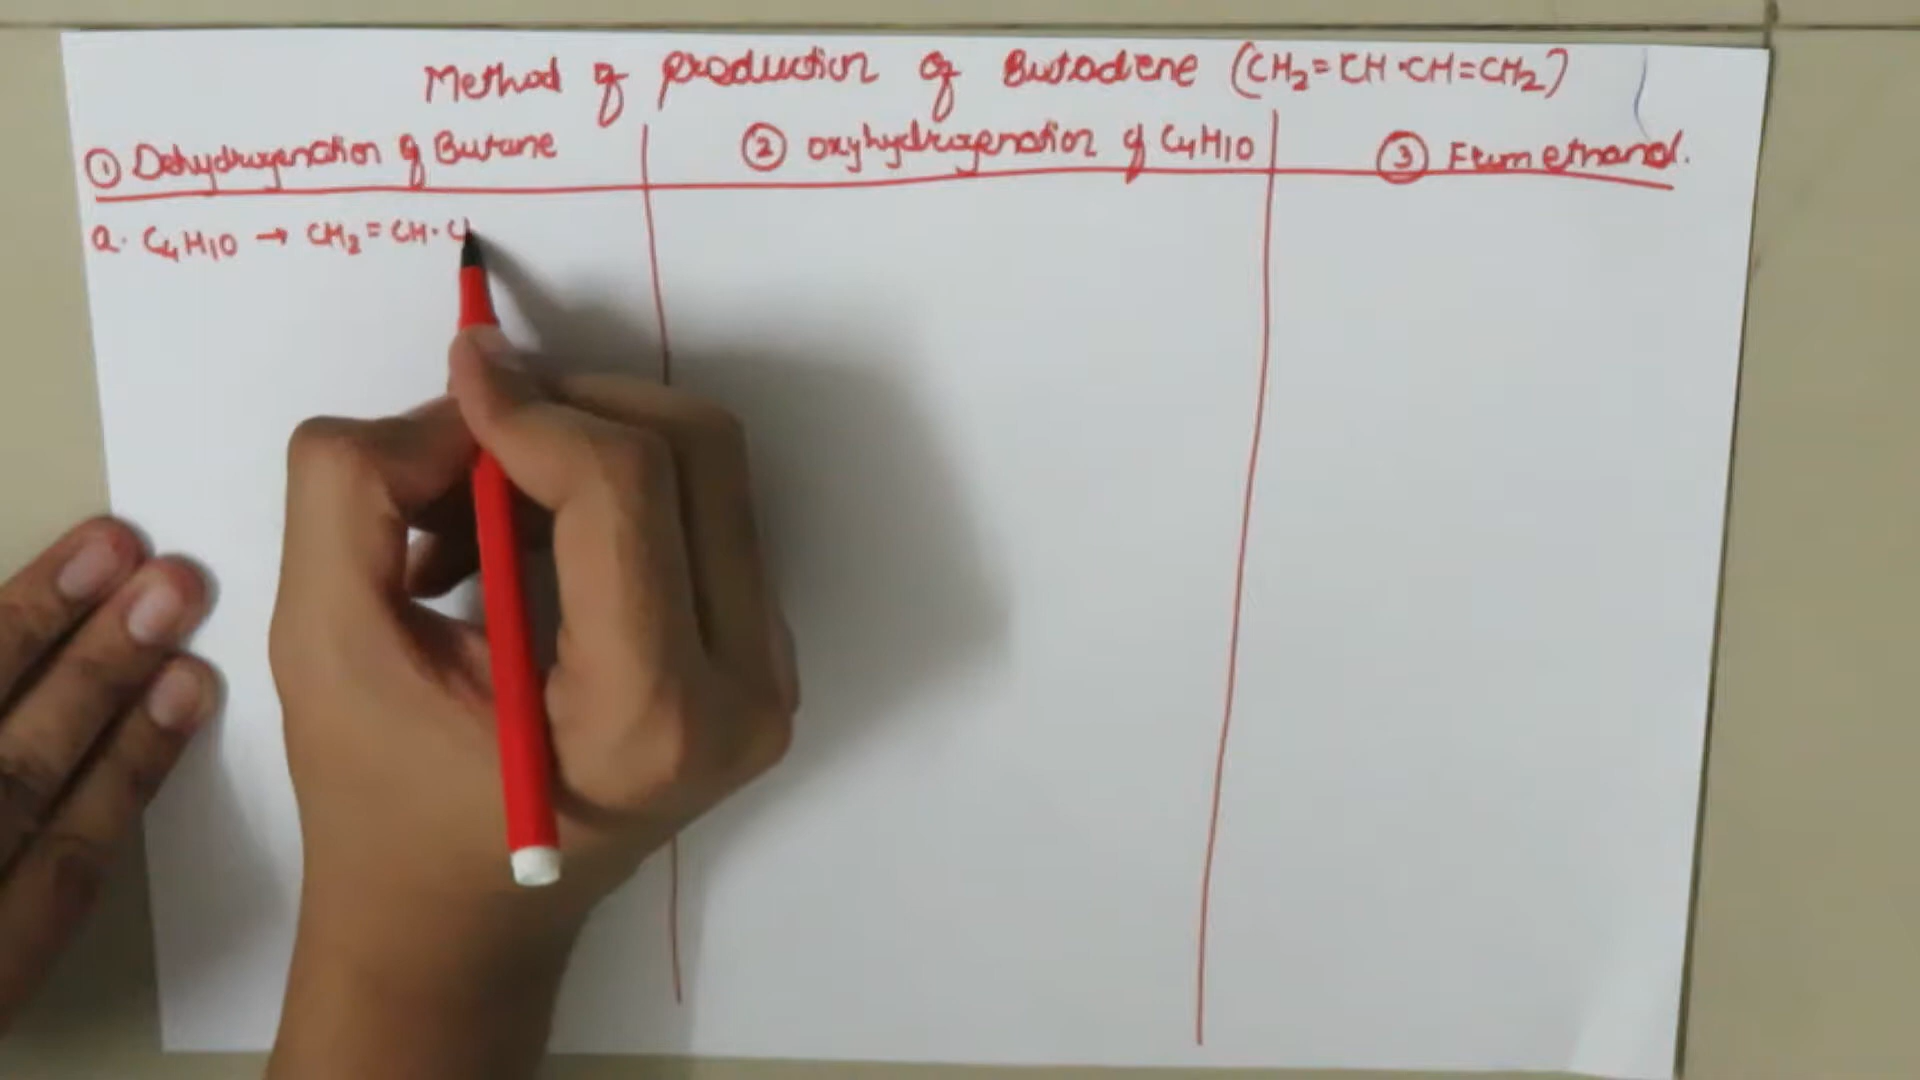 Method of production of Butadiene (CH2=CH·CH=CH2)
① Dehydrogenation of Butane
② oxyhydrogenation of C4H10
③ From ethanol.
a. C4H10 → CH2=CH·C